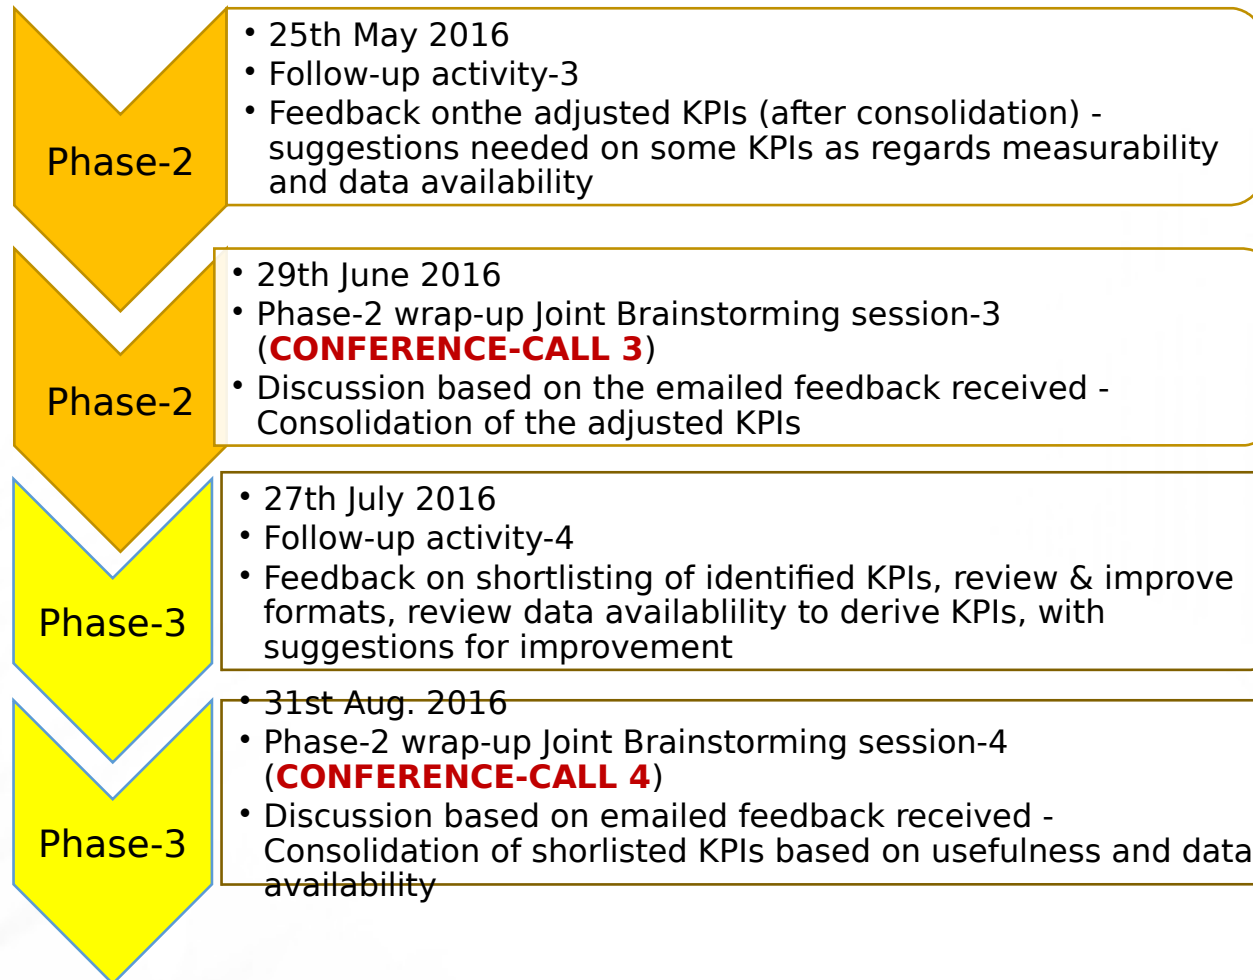 Phase-2
• 25th May 2016
• Follow-up activity-3
• Feedback onthe adjusted KPIs (after consolidation) -
suggestions needed on some KPIs as regards measurability
and data availability
Phase-2
• 29th June 2016
• Phase-2 wrap-up Joint Brainstorming session-3
(CONFERENCE-CALL 3)
• Discussion based on the emailed feedback received -
Consolidation of the adjusted KPIs
Phase-3
• 27th July 2016
• Follow-up activity-4
• Feedback on shortlisting of identified KPIs, review & improve
formats, review data availablility to derive KPIs, with
suggestions for improvement
Phase-3
• 31st Aug. 2016
• Phase-2 wrap-up Joint Brainstorming session-4
(CONFERENCE-CALL 4)
• Discussion based on emailed feedback received -
Consolidation of shorlisted KPIs based on usefulness and data
availability